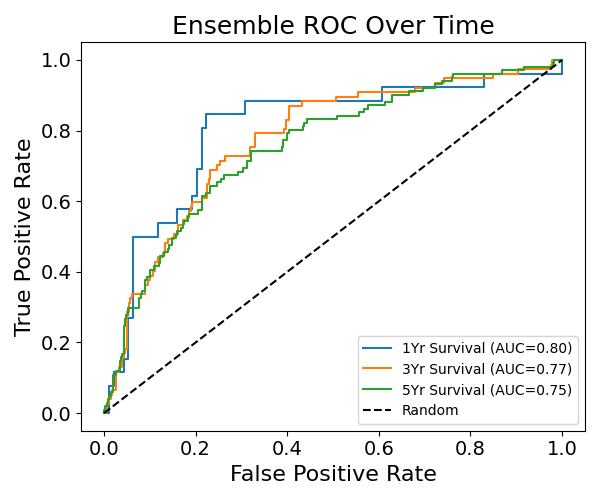 Ensemble ROC Over Time
True Positive Rate
1.0
0.8
0.6
0.4
0.2
0.0
0.0 0.2 0.4 0.6 0.8 1.0
False Positive Rate
1Yr Survival (AUC=0.80)
3Yr Survival (AUC=0.77)
5Yr Survival (AUC=0.75)
Random